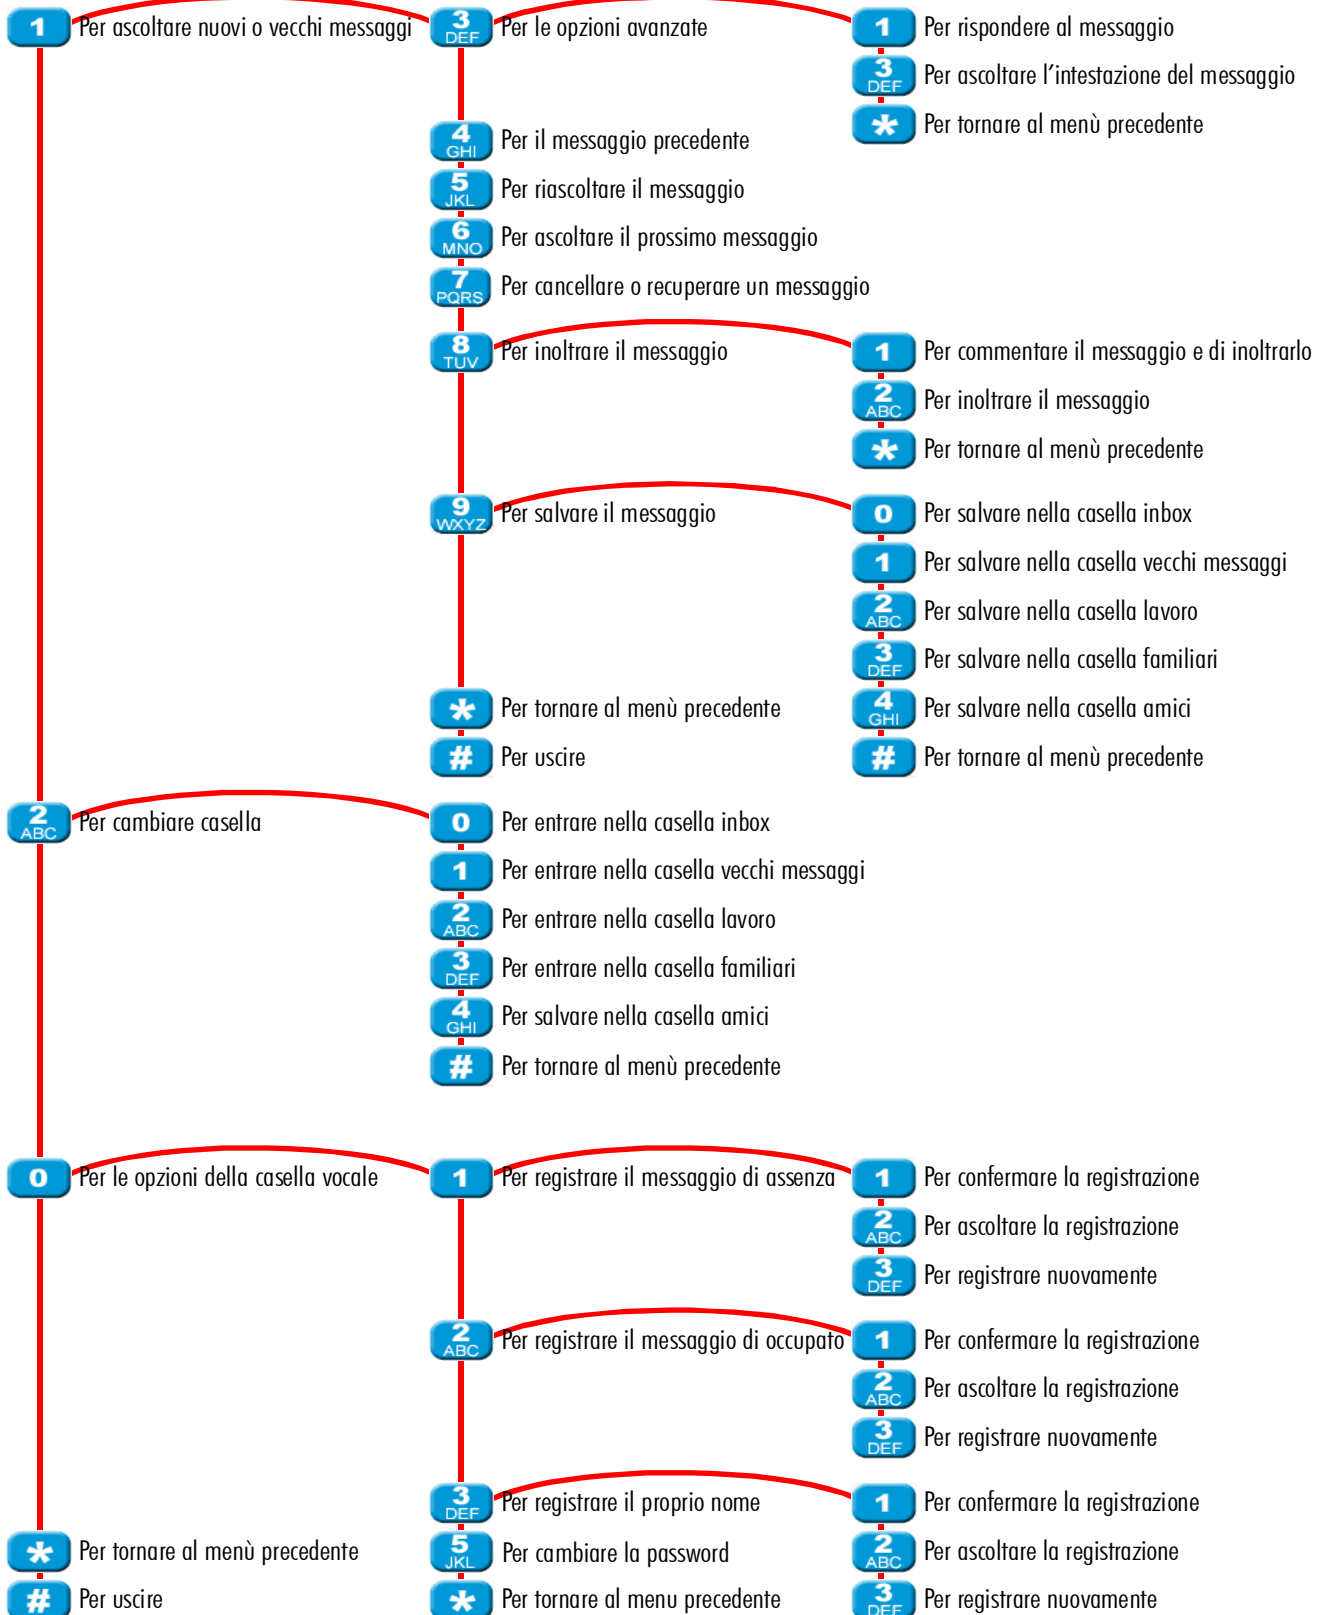 1 Per ascoltare nuovi o vecchi messaggi
3 DEF Per le opzioni avanzate
1 Per rispondere al messaggio
3 DEF Per ascoltare l'intestazione del messaggio
* Per tornare al menù precedente
4 GHI Per il messaggio precedente
5 JKL Per riascoltare il messaggio
6 MNO Per ascoltare il prossimo messaggio
7 PQRS Per cancellare o recuperare un messaggio
8 TUV Per inoltrare il messaggio
1 Per commentare il messaggio e di inoltrarlo
2 ABC Per inoltrare il messaggio
* Per tornare al menù precedente
9 WXYZ Per salvare il messaggio
0 Per salvare nella casella inbox
1 Per salvare nella casella vecchi messaggi
2 ABC Per salvare nella casella lavoro
3 DEF Per salvare nella casella familiari
4 GHI Per salvare nella casella amici
# Per tornare al menù precedente
* Per tornare al menù precedente
# Per uscire
2 ABC Per cambiare casella
0 Per entrare nella casella inbox
1 Per entrare nella casella vecchi messaggi
2 ABC Per entrare nella casella lavoro
3 DEF Per entrare nella casella familiari
4 GHI Per salvare nella casella amici
# Per tornare al menù precedente
0 Per le opzioni della casella vocale
1 Per registrare il messaggio di assenza
1 Per confermare la registrazione
2 ABC Per ascoltare la registrazione
3 DEF Per registrare nuovamente
2 ABC Per registrare il messaggio di occupato
1 Per confermare la registrazione
2 ABC Per ascoltare la registrazione
3 DEF Per registrare nuovamente
3 DEF Per registrare il proprio nome
1 Per confermare la registrazione
2 ABC Per ascoltare la registrazione
3 DEF Per registrare nuovamente
5 JKL Per cambiare la password
* Per tornare al menu precedente
* Per tornare al menù precedente
# Per uscire